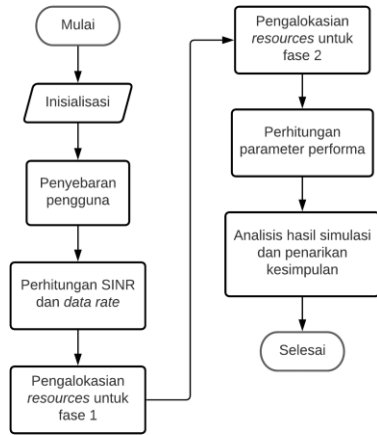 Mulai
Inisialisasi
Penyebaran
pengguna
Perhitungan SINR
dan data rate
Pengalokasian
resources untuk
fase 1
Pengalokasian
resources untuk
fase 2
Perhitungan
parameter performa
Analisis hasil simulasi
dan penarikan
kesimpulan
Selesai